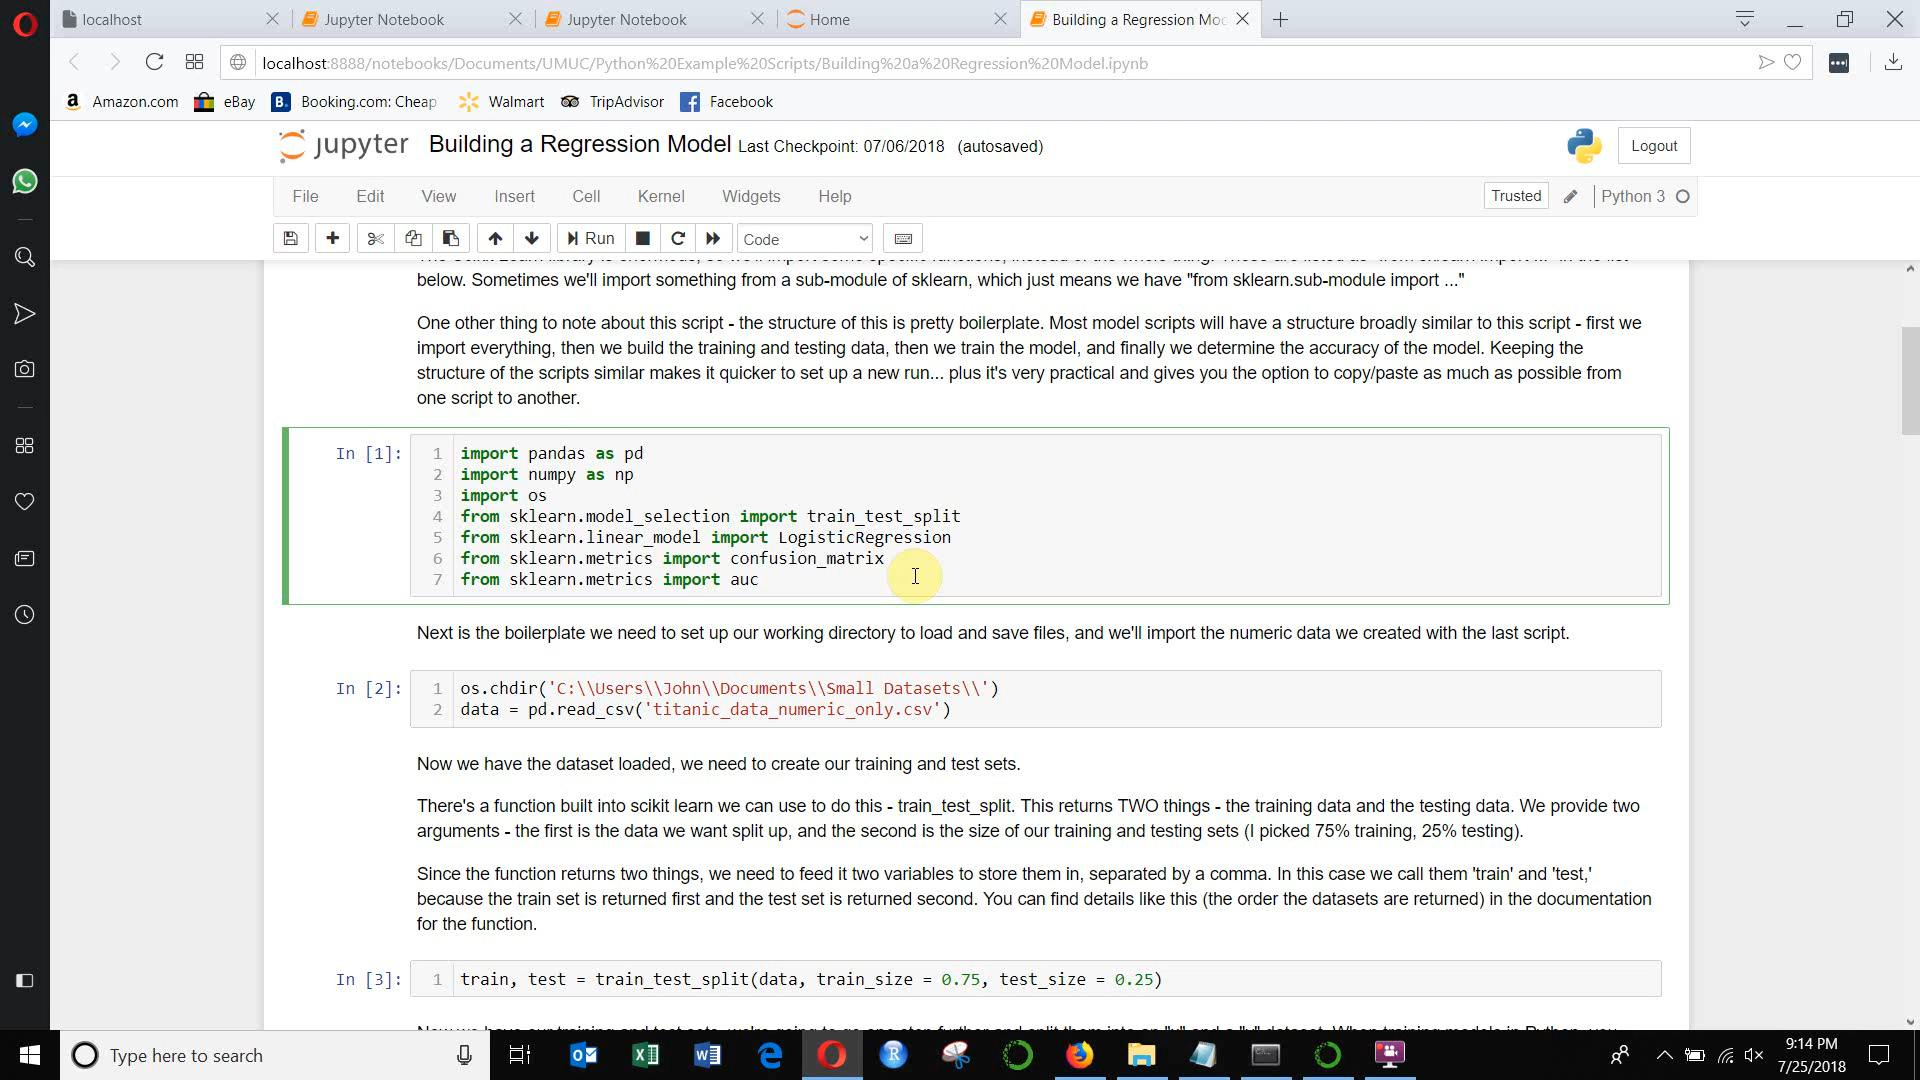 localhost
Jupyter Notebook
Jupyter Notebook
Home
Building a Regression Mod
localhost:8888/notebooks/Documents/UMUC/Python%20Example%20Scripts/Building%20a%20Regression%20Model.ipynb
a Amazon.com
eBay
B. Booking.com: Cheap
Walmart
TripAdvisor
Facebook
jupyter Building a Regression Model Last Checkpoint: 07/06/2018 (autosaved)
Logout
File Edit View Insert Cell Kernel Widgets Help
Trusted Python 3
Run Code
below. Sometimes we'll import something from a sub-module of sklearn, which just means we have "from sklearn.sub-module import ..."
One other thing to note about this script - the structure of this is pretty boilerplate. Most model scripts will have a structure broadly similar to this script - first we
import everything, then we build the training and testing data, then we train the model, and finally we determine the accuracy of the model. Keeping the
structure of the scripts similar makes it quicker to set up a new run... plus it's very practical and gives you the option to copy/paste as much as possible from
one script to another.
In [1]: 1 import pandas as pd
2 import numpy as np
3 import os
4 from sklearn.model_selection import train_test_split
5 from sklearn.linear_model import LogisticRegression
6 from sklearn.metrics import confusion_matrix
7 from sklearn.metrics import auc
Next is the boilerplate we need to set up our working directory to load and save files, and we'll import the numeric data we created with the last script.
In [2]: 1 os.chdir('C:\\Users\\John\\Documents\\Small Datasets\\')
2 data = pd.read_csv('titanic_data_numeric_only.csv')
Now we have the dataset loaded, we need to create our training and test sets.
There's a function built into scikit learn we can use to do this - train_test_split. This returns TWO things - the training data and the testing data. We provide two
arguments - the first is the data we want split up, and the second is the size of our training and testing sets (I picked 75% training, 25% testing).
Since the function returns two things, we need to feed it two variables to store them in, separated by a comma. In this case we call them 'train' and 'test,'
because the train set is returned first and the test set is returned second. You can find details like this (the order the datasets are returned) in the documentation
for the function.
In [3]: 1 train, test = train_test_split(data, train_size = 0.75, test_size = 0.25)
Type here to search
9:14 PM
7/25/2018